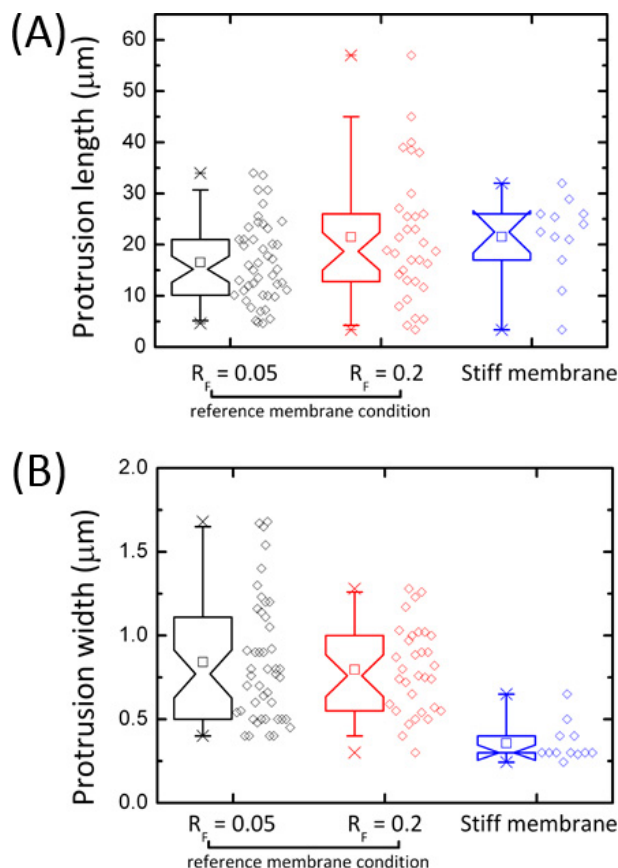 (A)
Protrusion length (μm)
60
50
40
30
20
10
0
R_F = 0.05 R_F = 0.2 Stiff membrane
reference membrane condition
(B)
Protrusion width (μm)
2.0
1.5
1.0
0.5
0.0
R_F = 0.05 R_F = 0.2 Stiff membrane
reference membrane condition